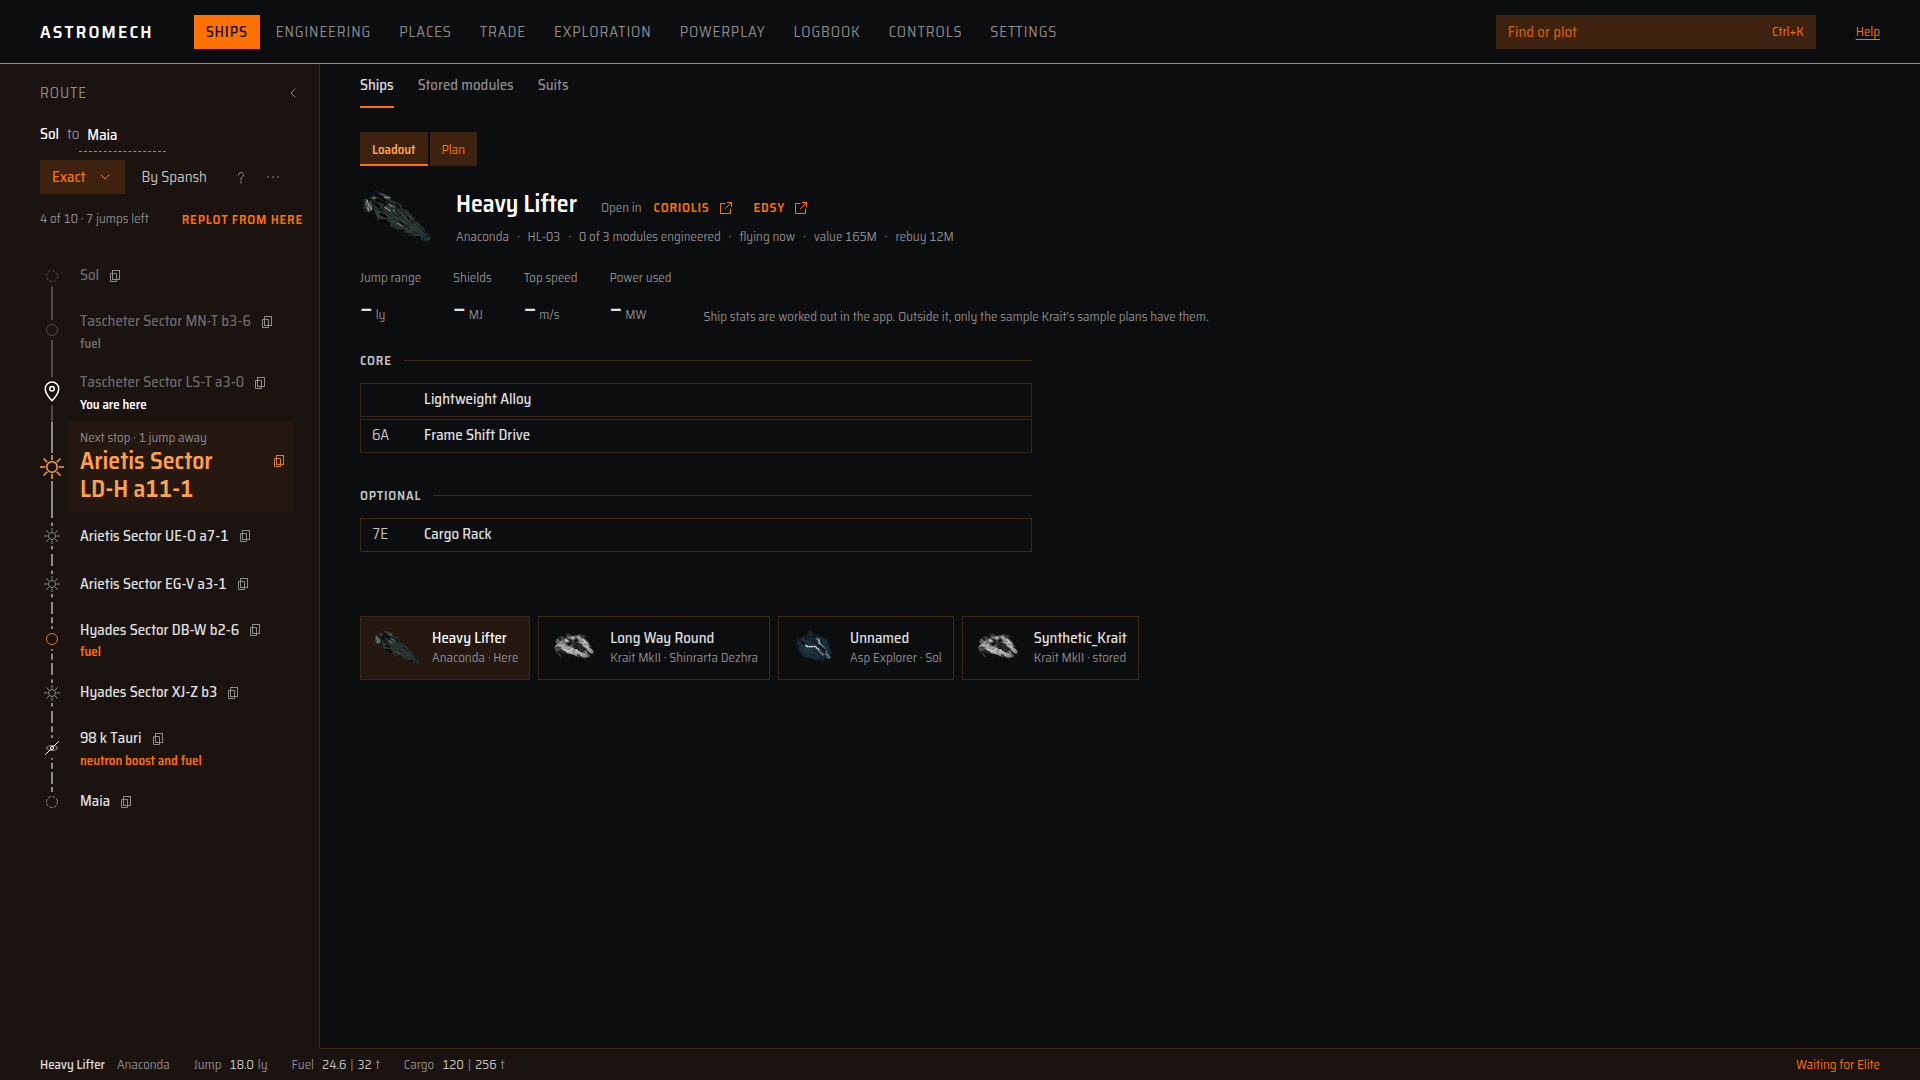 ASTROMECH
SHIPS ENGINEERING PLACES TRADE EXPLORATION POWERPLAY LOGBOOK CONTROLS SETTINGS
Find or plot Ctrl+K
Help
ROUTE
Sol to Maia
Exact By Spansh ? ...
4 of 10 · 7 jumps left REPLOT FROM HERE
Sol
Tascheter Sector MN-T b3-6
fuel
Tascheter Sector LS-T a3-0
You are here
Next stop · 1 jump away
Arietis Sector
LD-H a11-1
Arietis Sector UE-O a7-1
Arietis Sector EG-V a3-1
Hyades Sector DB-W b2-6
fuel
Hyades Sector XJ-Z b3
98 k Tauri
neutron boost and fuel
Maia
Ships Stored modules Suits
Loadout Plan
Heavy Lifter Open in CORIOLIS EDSY
Anaconda · HL-03 · 0 of 3 modules engineered · flying now · value 165M · rebuy 12M
Jump range Shields Top speed Power used
– ly – MJ – m/s – MW Ship stats are worked out in the app. Outside it, only the sample Krait's sample plans have them.
CORE
Lightweight Alloy
6A Frame Shift Drive
OPTIONAL
7E Cargo Rack
Heavy Lifter
Anaconda · Here
Long Way Round
Krait MkII · Shinrarta Dezhra
Unnamed
Asp Explorer · Sol
Synthetic_Krait
Krait MkII · stored
Heavy Lifter Anaconda Jump 18.0 ly Fuel 24.6 | 32 t Cargo 120 | 256 t
Waiting for Elite